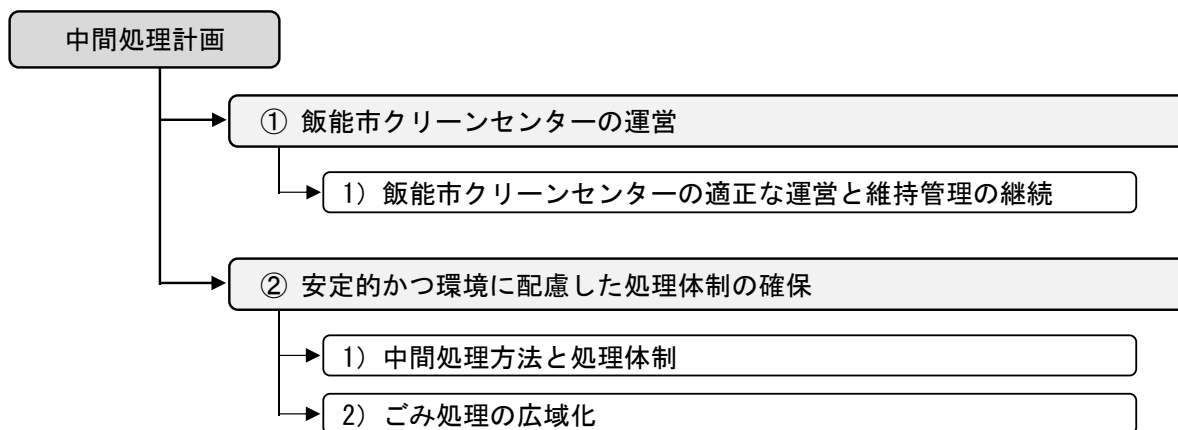 中間処理計画
① 飯能市クリーンセンターの運営
1) 飯能市クリーンセンターの適正な運営と維持管理の継続
② 安定的かつ環境に配慮した処理体制の確保
1) 中間処理方法と処理体制
2) ごみ処理の広域化